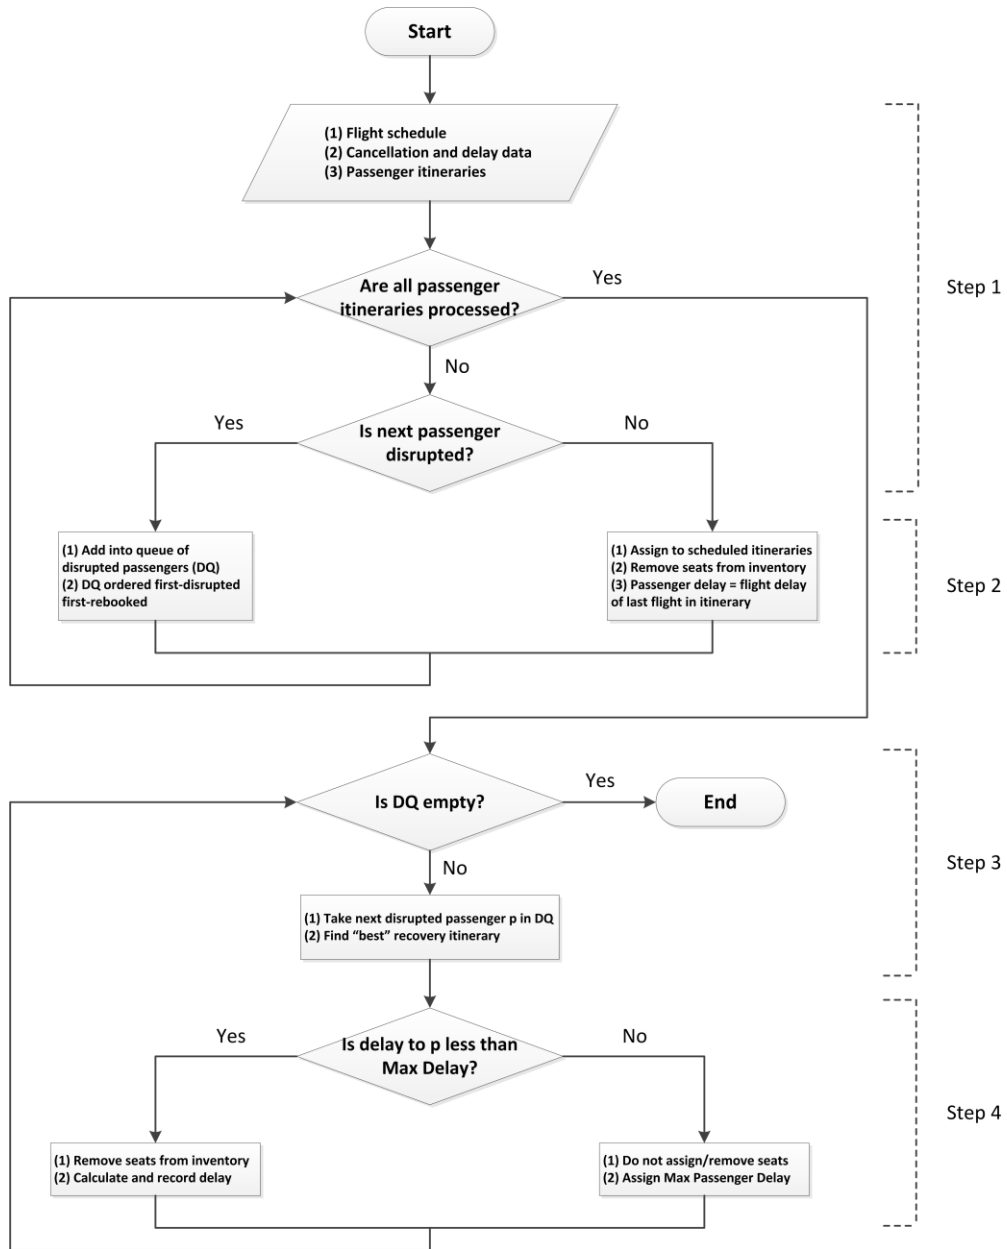 Start
(1) Flight schedule
(2) Cancellation and delay data
(3) Passenger itineraries
Step 1
Are all passenger
itineraries processed?
Yes
No
Is next passenger
disrupted?
Yes
No
Step 2
(1) Add into queue of
disrupted passengers (DQ)
(2) DQ ordered first-disrupted
first-rebooked
(1) Assign to scheduled itineraries
(2) Remove seats from inventory
(3) Passenger delay = flight delay
of last flight in itinerary
Is DQ empty?
Yes
End
No
Step 3
(1) Take next disrupted passenger p in DQ
(2) Find “best” recovery itinerary
Is delay to p less than
Max Delay?
Yes
No
Step 4
(1) Remove seats from inventory
(2) Calculate and record delay
(1) Do not assign/remove seats
(2) Assign Max Passenger Delay